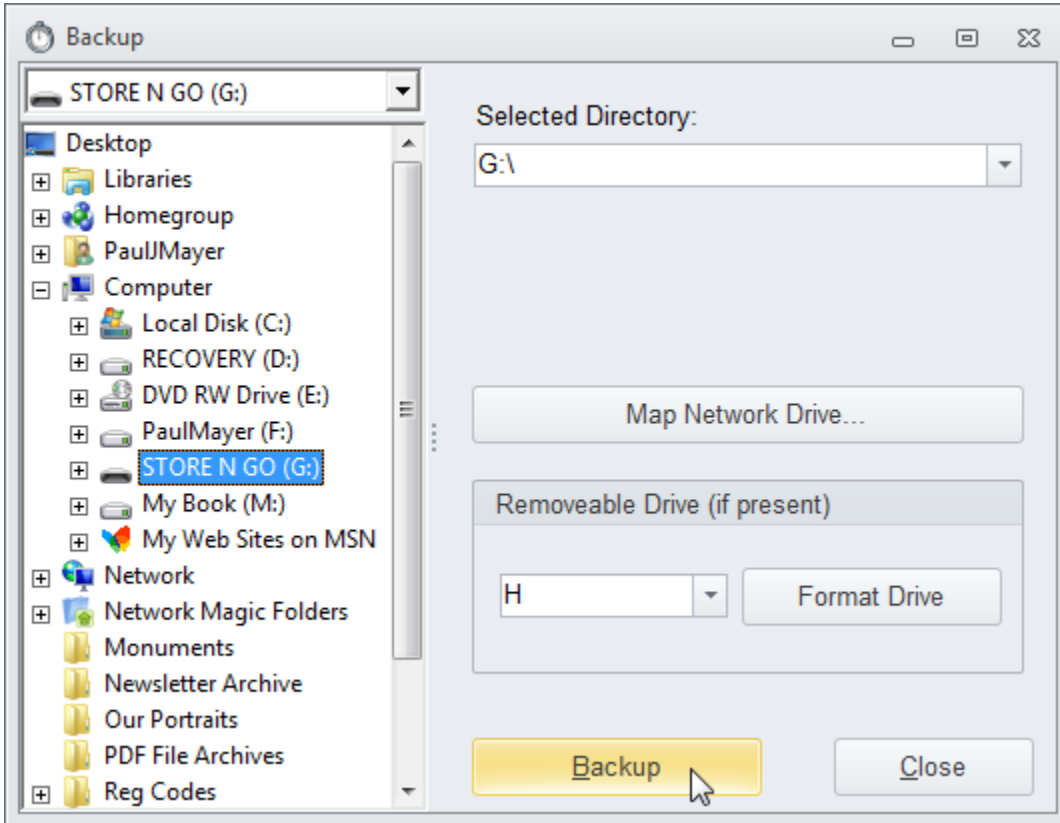 Backup
STORE N GO (G:)
Desktop
Libraries
Homegroup
PaulJMayer
Computer
Local Disk (C:)
RECOVERY (D:)
DVD RW Drive (E:)
PaulMayer (F:)
STORE N GO (G:)
My Book (M:)
My Web Sites on MSN
Network
Network Magic Folders
Monuments
Newsletter Archive
Our Portraits
PDF File Archives
Reg Codes
Selected Directory:
G:\
Map Network Drive...
Removeable Drive (if present)
H
Format Drive
Backup
Close